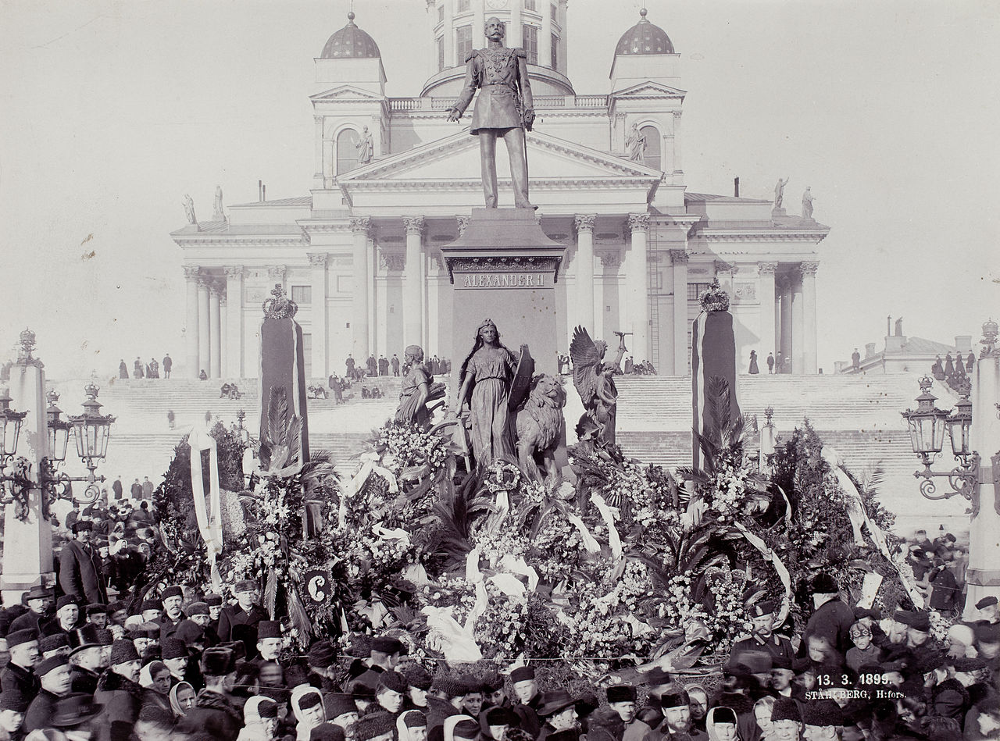 ALEXANDER II
C
13. 3. 1899.
STÅHLBERG, H:fors.